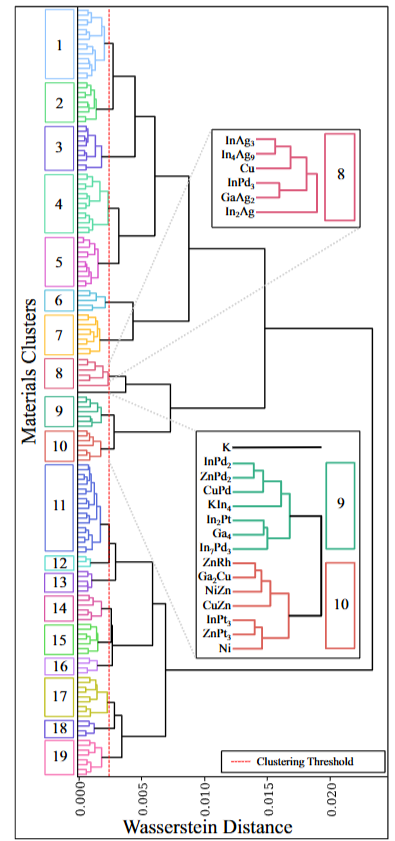 Materials Clusters
1
2
3
4
5
6
7
8
9
10
11
12
13
14
15
16
17
18
19
InAg₃
In₄Ag₉
Cu
InPd₃
GaAg₂
In₂Ag
8
K
InPd₂
ZnPd₂
CuPd
KIn₄
In₂Pt
Ga₄
In₇Pd₃
ZnRh
Ga₂Cu
NiZn
CuZn
InPt₃
ZnPt₃
Ni
9
10
Clustering Threshold
0.000
0.005
0.010
0.015
0.020
Wasserstein Distance